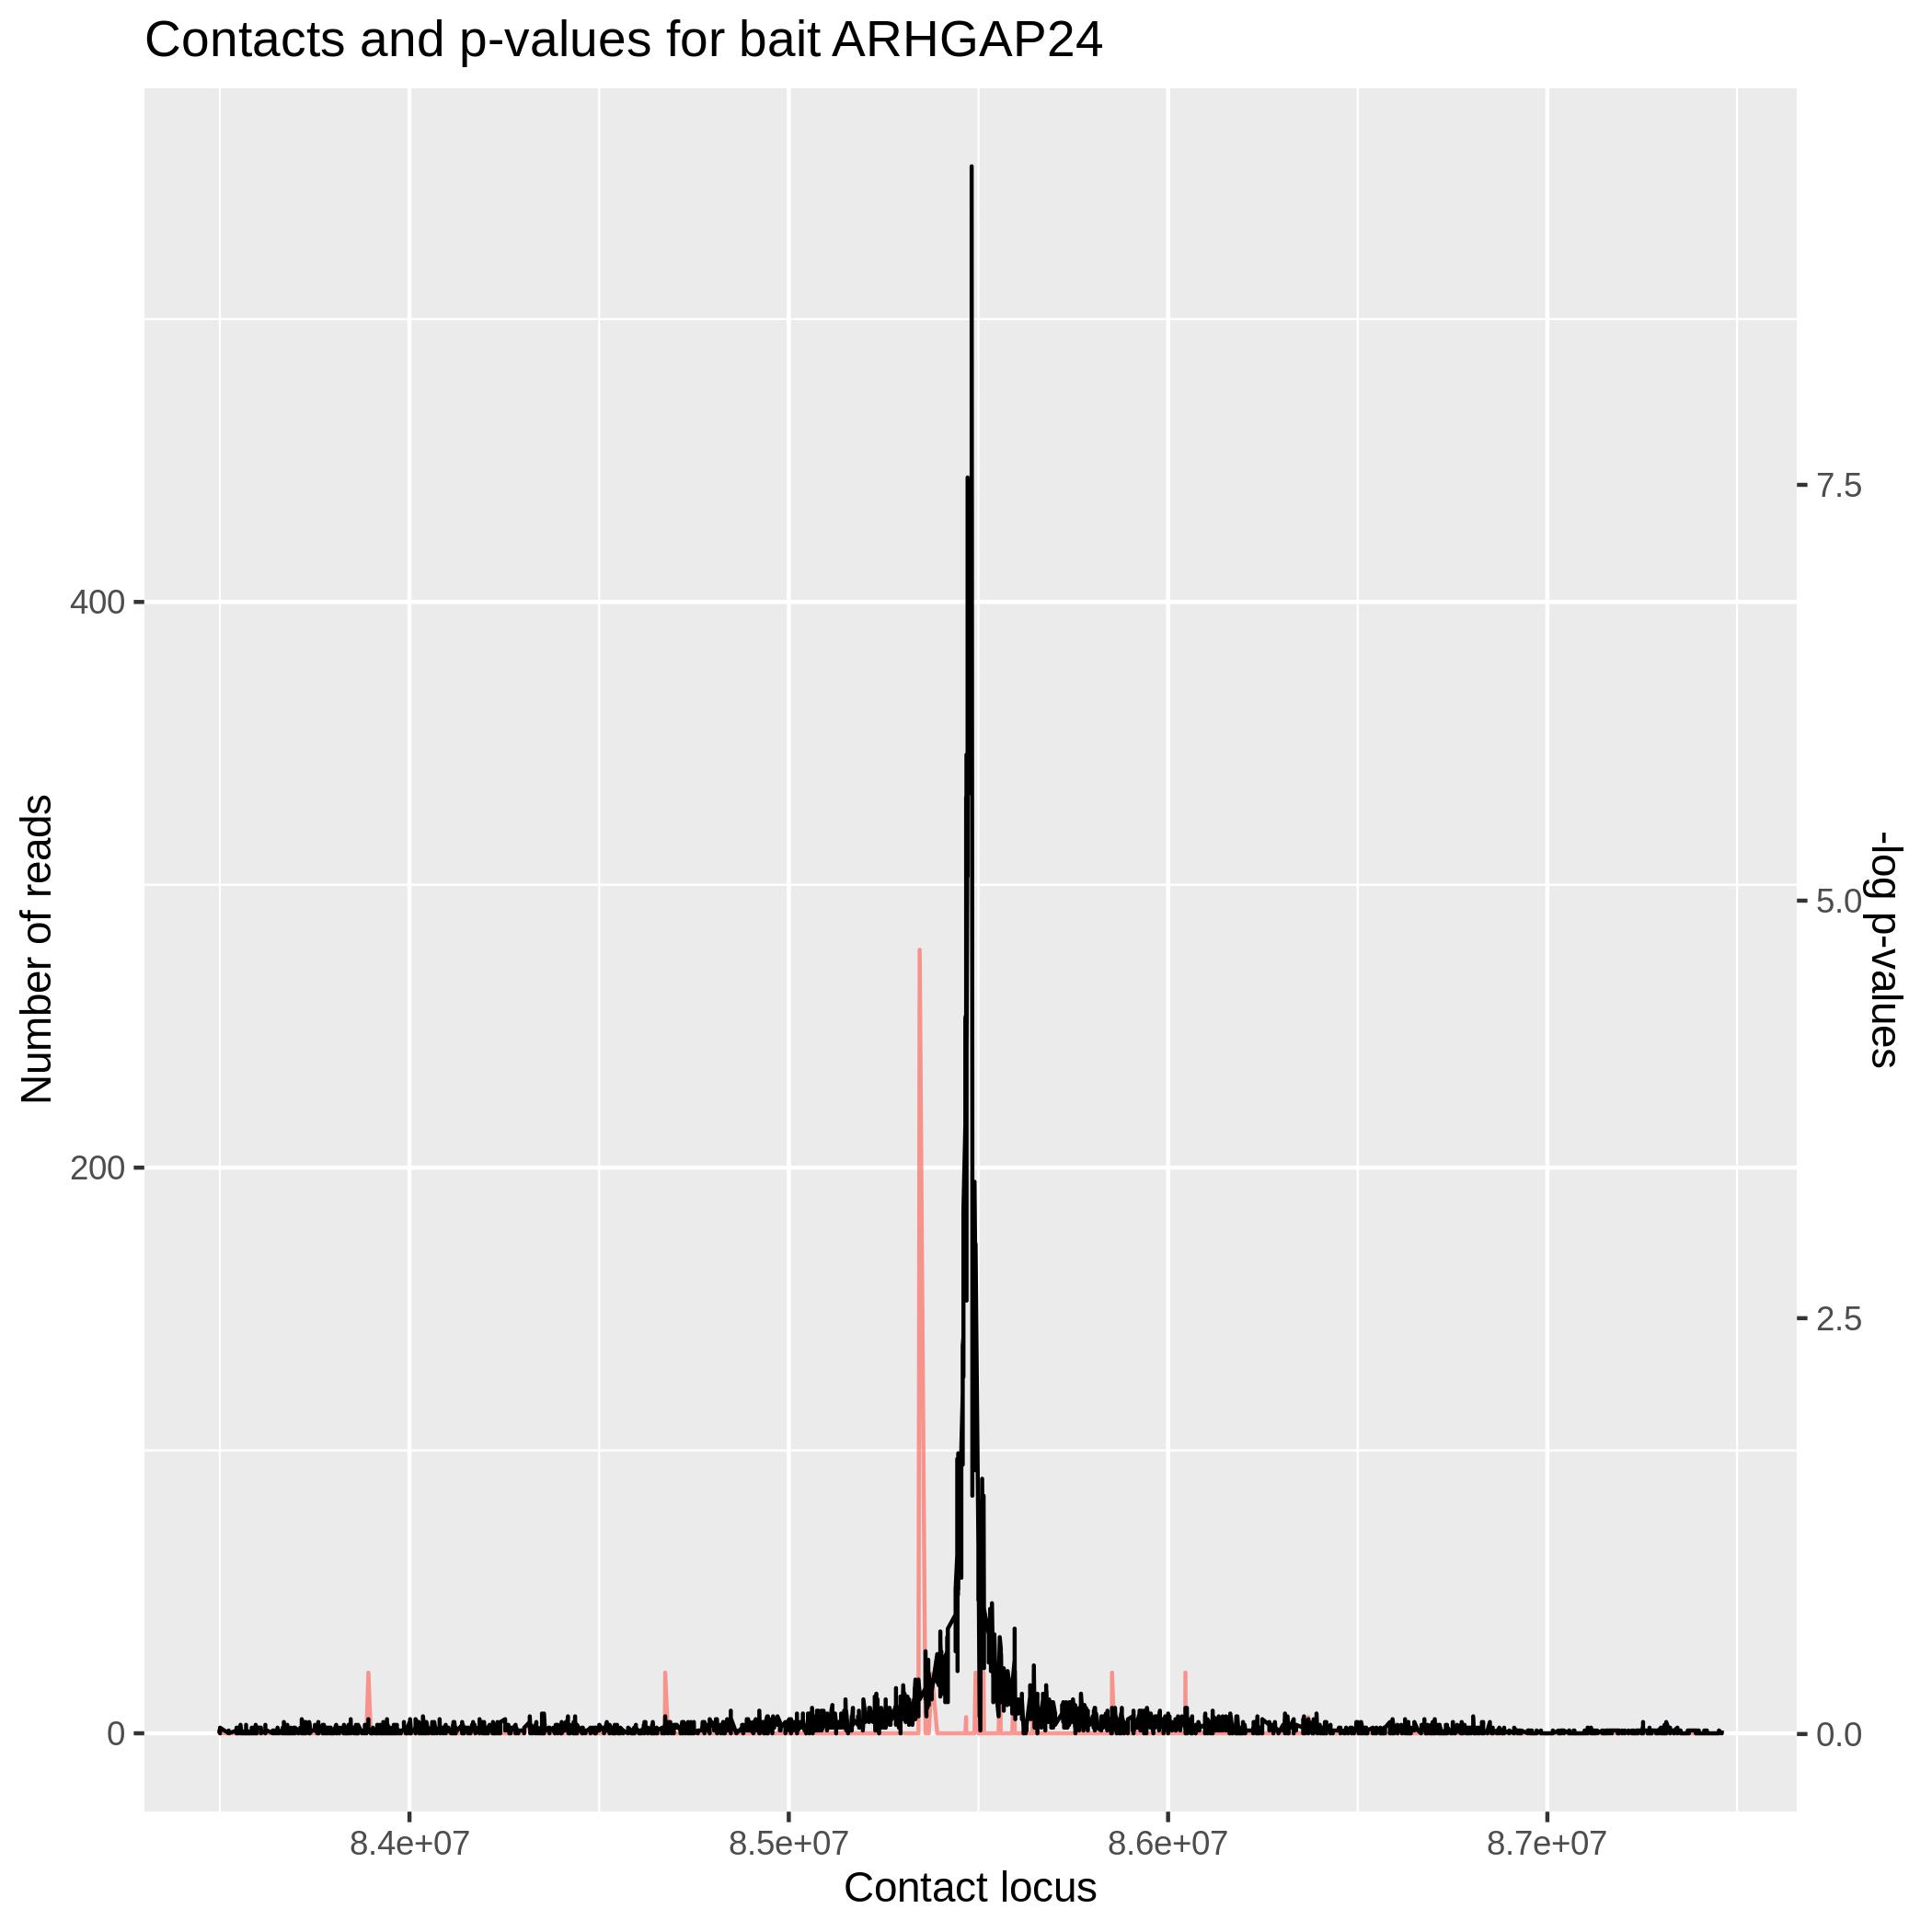 Contacts and p-values for bait ARHGAP24
Number of reads
400
200
0
7.5
5.0
2.5
0.0
-log p-values
8.4e+07
8.5e+07
8.6e+07
8.7e+07
Contact locus